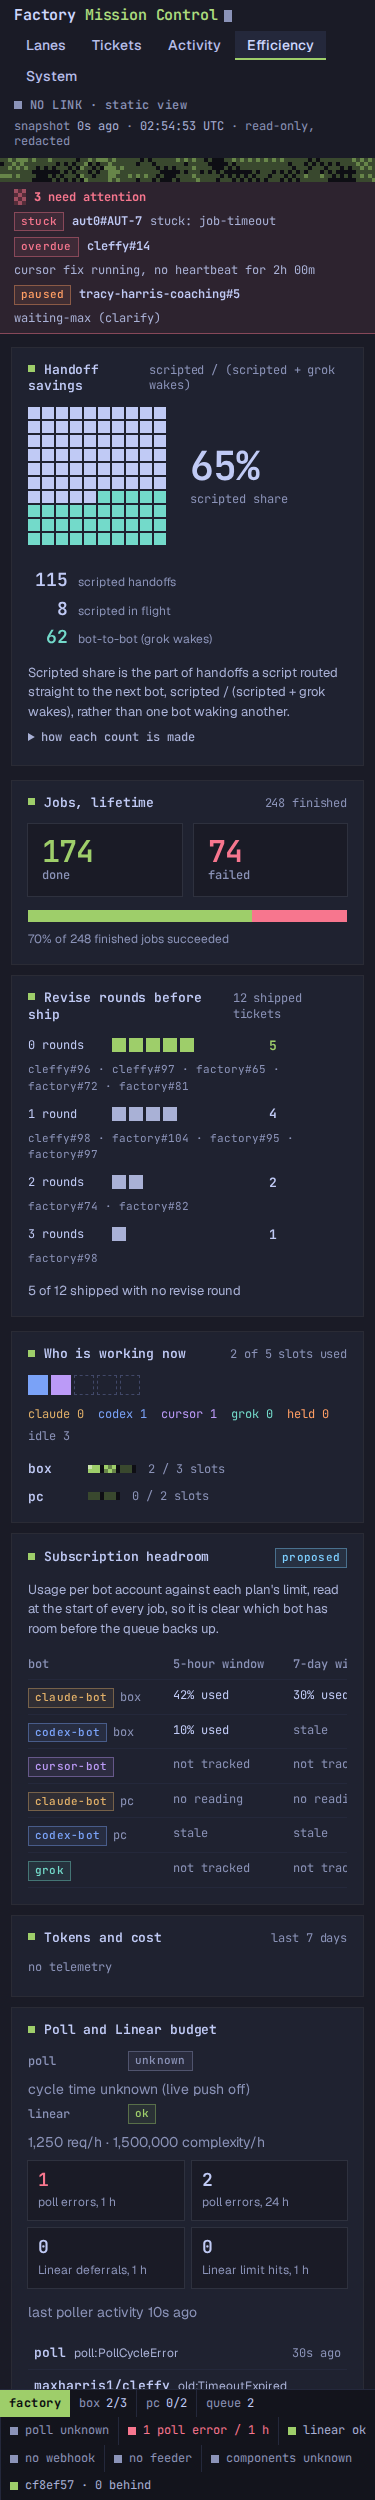 Factory Mission Control
Lanes Tickets Activity Efficiency
System
NO LINK · static view
snapshot 0s ago · 02:54:53 UTC · read-only,
redacted
3 need attention
stuck aut0#AUT-7 stuck: job-timeout
overdue cleffy#14
cursor fix running, no heartbeat for 2h 00m
paused tracy-harris-coaching#5
waiting-max (clarify)
Handoff savings
scripted / (scripted + grok wakes)
65%
scripted share
115 scripted handoffs
8 scripted in flight
62 bot-to-bot (grok wakes)
Scripted share is the part of handoffs a script routed
straight to the next bot, scripted / (scripted + grok
wakes), rather than one bot waking another.
how each count is made
Jobs, lifetime 248 finished
174 74
done failed
70% of 248 finished jobs succeeded
Revise rounds before ship
12 shipped tickets
0 rounds 5
cleffy#96 · cleffy#97 · factory#65 ·
factory#72 · factory#81
1 round 4
cleffy#98 · factory#104 · factory#95 ·
factory#97
2 rounds 2
factory#74 · factory#82
3 rounds 1
factory#98
5 of 12 shipped with no revise round
Who is working now 2 of 5 slots used
claude 0 codex 1 cursor 1 grok 0 held 0
idle 3
box 2 / 3 slots
pc 0 / 2 slots
Subscription headroom proposed
Usage per bot account against each plan's limit, read
at the start of every job, so it is clear which bot has
room before the queue backs up.
bot 5-hour window 7-day wi
claude-bot box 42% used 30% used
codex-bot box 10% used stale
cursor-bot not tracked not trac
claude-bot pc no reading no readi
codex-bot pc stale stale
grok not tracked not trac
Tokens and cost last 7 days
no telemetry
Poll and Linear budget
poll unknown
cycle time unknown (live push off)
linear ok
1,250 req/h · 1,500,000 complexity/h
1 2
poll errors, 1 h poll errors, 24 h
0 0
Linear deferrals, 1 h Linear limit hits, 1 h
last poller activity 10s ago
poll poll:PollCycleError 30s ago
maxharris1/cleffy old:TimeoutExpired
factory box 2/3 pc 0/2 queue 2
poll unknown 1 poll error / 1 h linear ok
no webhook no feeder components unknown
cf8ef57 · 0 behind